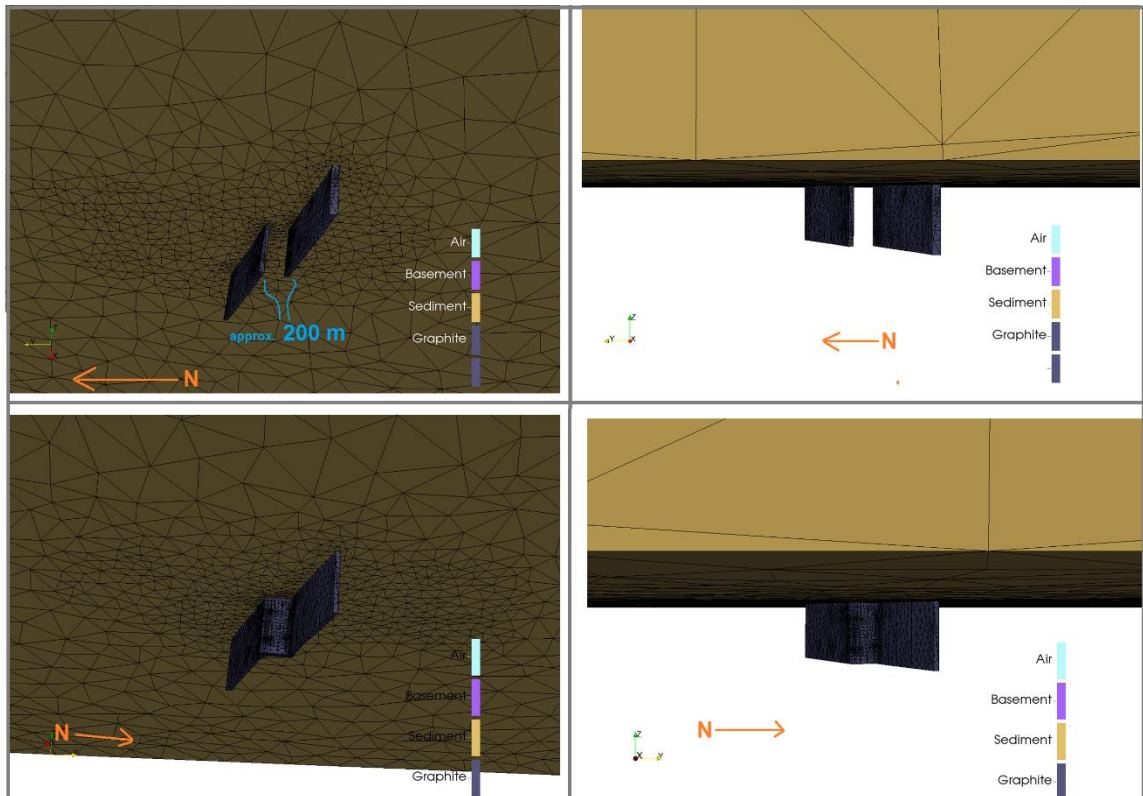 Air
Basement
Sediment
Graphite
approx. 200 m
N
Air
Basement
Sediment
Graphite
Z
Y
X
N
Air
Basement
Sediment
Graphite
N
Air
Basement
Sediment
Graphite
N
Z
X
Y